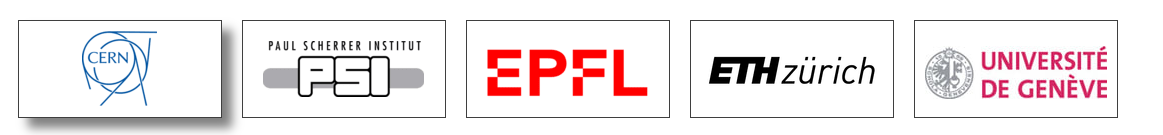 CERN
PAUL SCHERRER INSTITUT
PSI
EPFL
ETH zürich
UNIVERSITÉ
DE GENÈVE